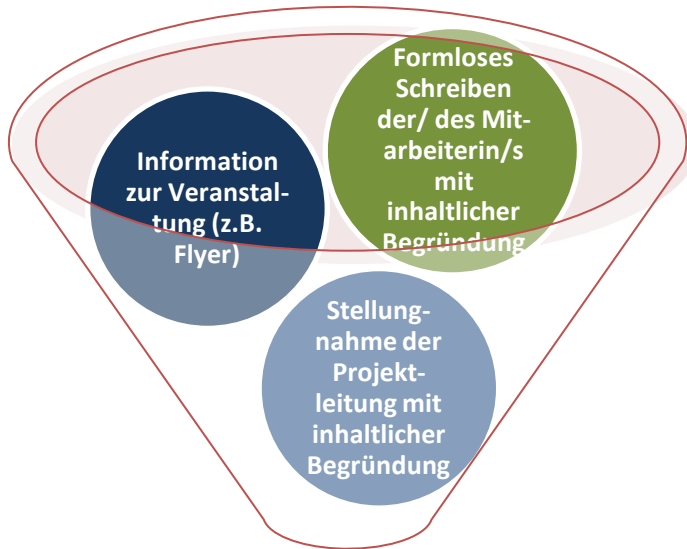 Formloses
Schreiben
der/ des Mit-
arbeiterin/s
mit
inhaltlicher
Begründung
Information
zur Veranstal-
tung (z.B.
Flyer)
Stellung-
nahme der
Projekt-
leitung mit
inhaltlicher
Begründung